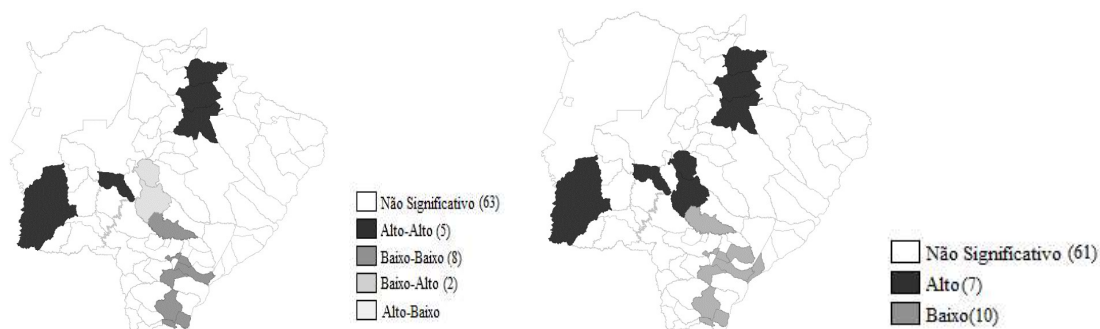 Não Significativo (63)
Alto-Alto (5)
Baixo-Baixo (8)
Baixo-Alto (2)
Alto-Baixo
Não Significativo (61)
Alto (7)
Baixo(10)